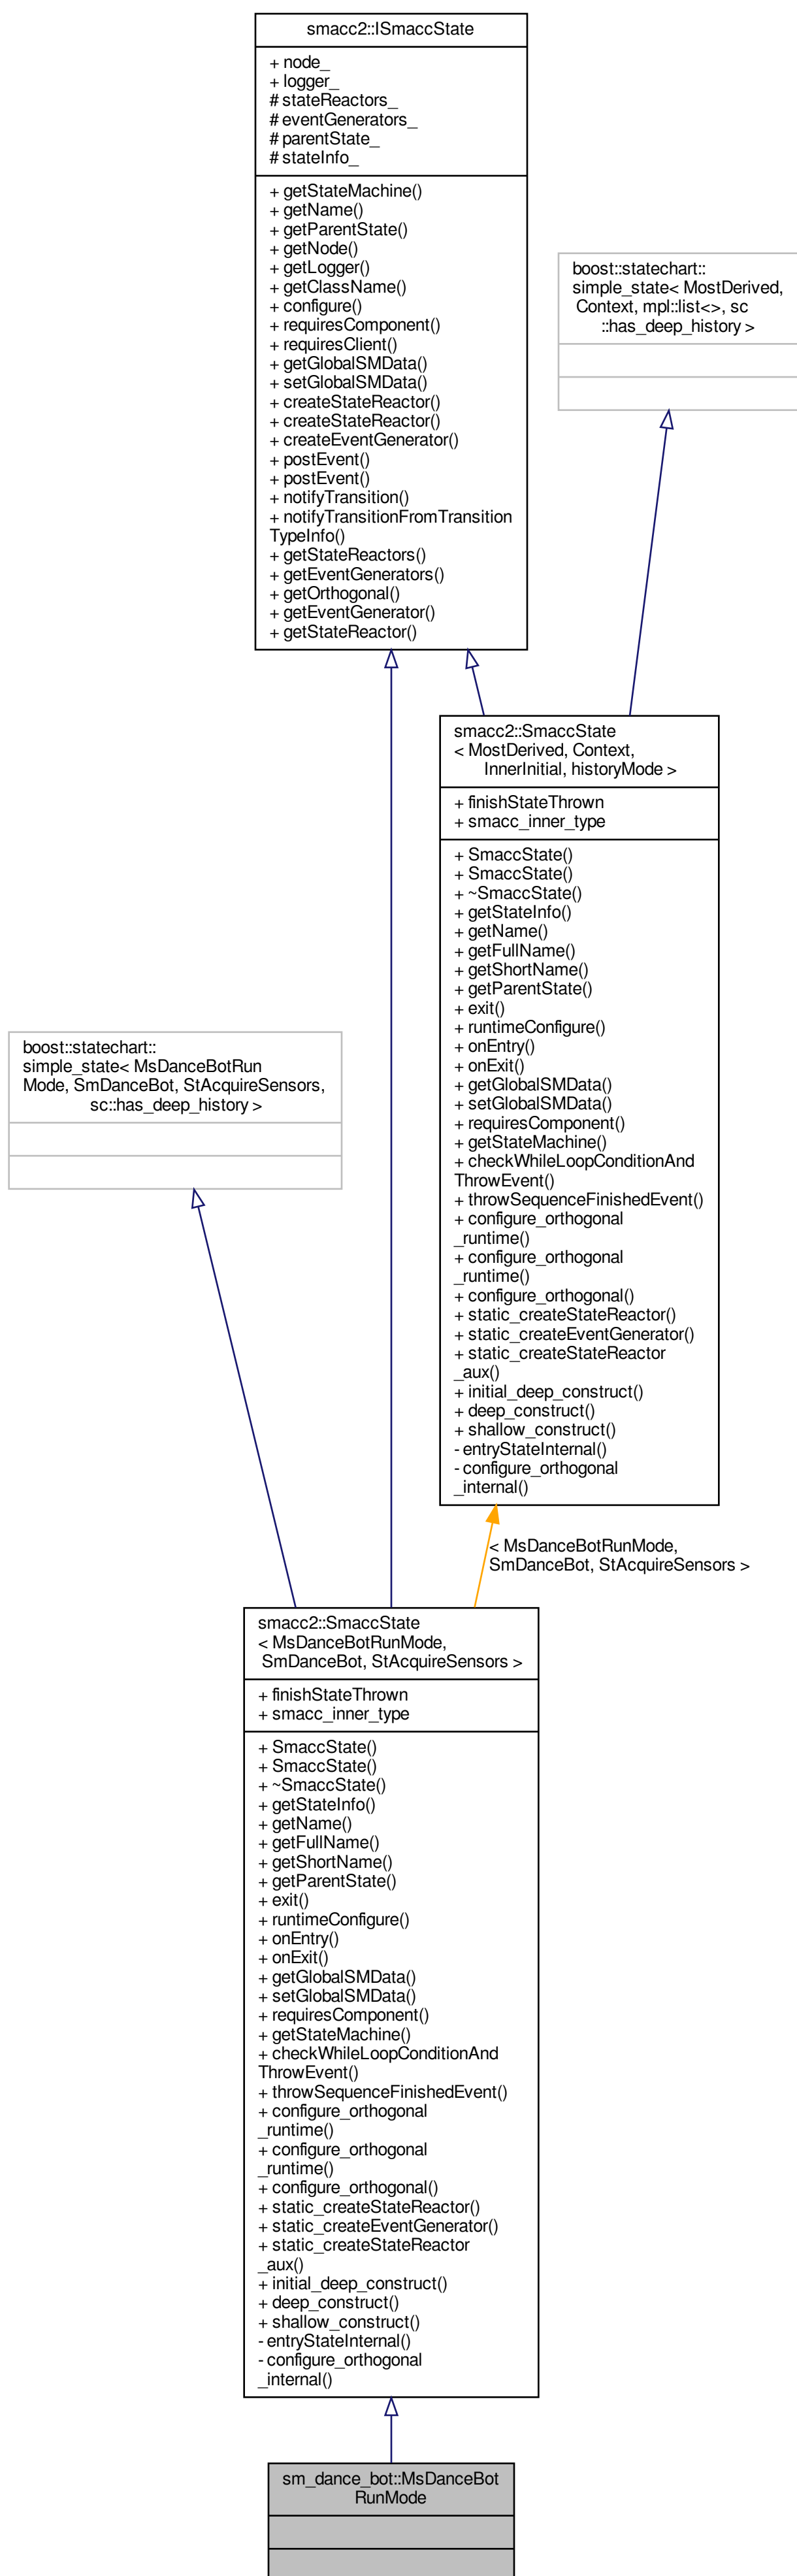 smacc2::ISmaccState
+ node_
+ logger_
# stateReactors_
# eventGenerators_
# parentState_
# stateInfo_
+ getStateMachine()
+ getName()
+ getParentState()
+ getNode()
+ getLogger()
+ getClassName()
+ configure()
+ requiresComponent()
+ requiresClient()
+ getGlobalSMData()
+ setGlobalSMData()
+ createStateReactor()
+ createStateReactor()
+ createEventGenerator()
+ postEvent()
+ postEvent()
+ notifyTransition()
+ notifyTransitionFromTransition
TypeInfo()
+ getStateReactors()
+ getEventGenerators()
+ getOrthogonal()
+ getEventGenerator()
+ getStateReactor()
boost::statechart::
simple_state< MostDerived,
Context, mpl::list<>, sc
::has_deep_history >
smacc2::SmaccState
< MostDerived, Context,
InnerInitial, historyMode >
+ finishStateThrown
+ smacc_inner_type
+ SmaccState()
+ SmaccState()
+ ~SmaccState()
+ getStateInfo()
+ getName()
+ getFullName()
+ getShortName()
+ getParentState()
+ exit()
+ runtimeConfigure()
+ onEntry()
+ onExit()
+ getGlobalSMData()
+ setGlobalSMData()
+ requiresComponent()
+ getStateMachine()
+ checkWhileLoopConditionAnd
ThrowEvent()
+ throwSequenceFinishedEvent()
+ configure_orthogonal
_runtime()
+ configure_orthogonal
_runtime()
+ configure_orthogonal()
+ static_createStateReactor()
+ static_createEventGenerator()
+ static_createStateReactor
_aux()
+ initial_deep_construct()
+ deep_construct()
+ shallow_construct()
- entryStateInternal()
- configure_orthogonal
_internal()
boost::statechart::
simple_state< MsDanceBotRun
Mode, SmDanceBot, StAcquireSensors,
sc::has_deep_history >
< MsDanceBotRunMode,
SmDanceBot, StAcquireSensors >
smacc2::SmaccState
< MsDanceBotRunMode,
SmDanceBot, StAcquireSensors >
+ finishStateThrown
+ smacc_inner_type
+ SmaccState()
+ SmaccState()
+ ~SmaccState()
+ getStateInfo()
+ getName()
+ getFullName()
+ getShortName()
+ getParentState()
+ exit()
+ runtimeConfigure()
+ onEntry()
+ onExit()
+ getGlobalSMData()
+ setGlobalSMData()
+ requiresComponent()
+ getStateMachine()
+ checkWhileLoopConditionAnd
ThrowEvent()
+ throwSequenceFinishedEvent()
+ configure_orthogonal
_runtime()
+ configure_orthogonal
_runtime()
+ configure_orthogonal()
+ static_createStateReactor()
+ static_createEventGenerator()
+ static_createStateReactor
_aux()
+ initial_deep_construct()
+ deep_construct()
+ shallow_construct()
- entryStateInternal()
- configure_orthogonal
_internal()
sm_dance_bot::MsDanceBot
RunMode